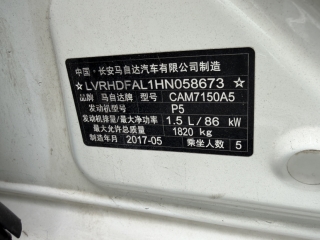 中国·长安马自达汽车有限公司制造
☆LVRHDFAL1HN058673☆
品牌 马自达 型号 CAM7150A5
发动机型号 P5
发动机排量/最大净功率 1.5 L/86 kW
最大允许总质量 1820 kg
制造年月 2017-05 乘坐人数 5